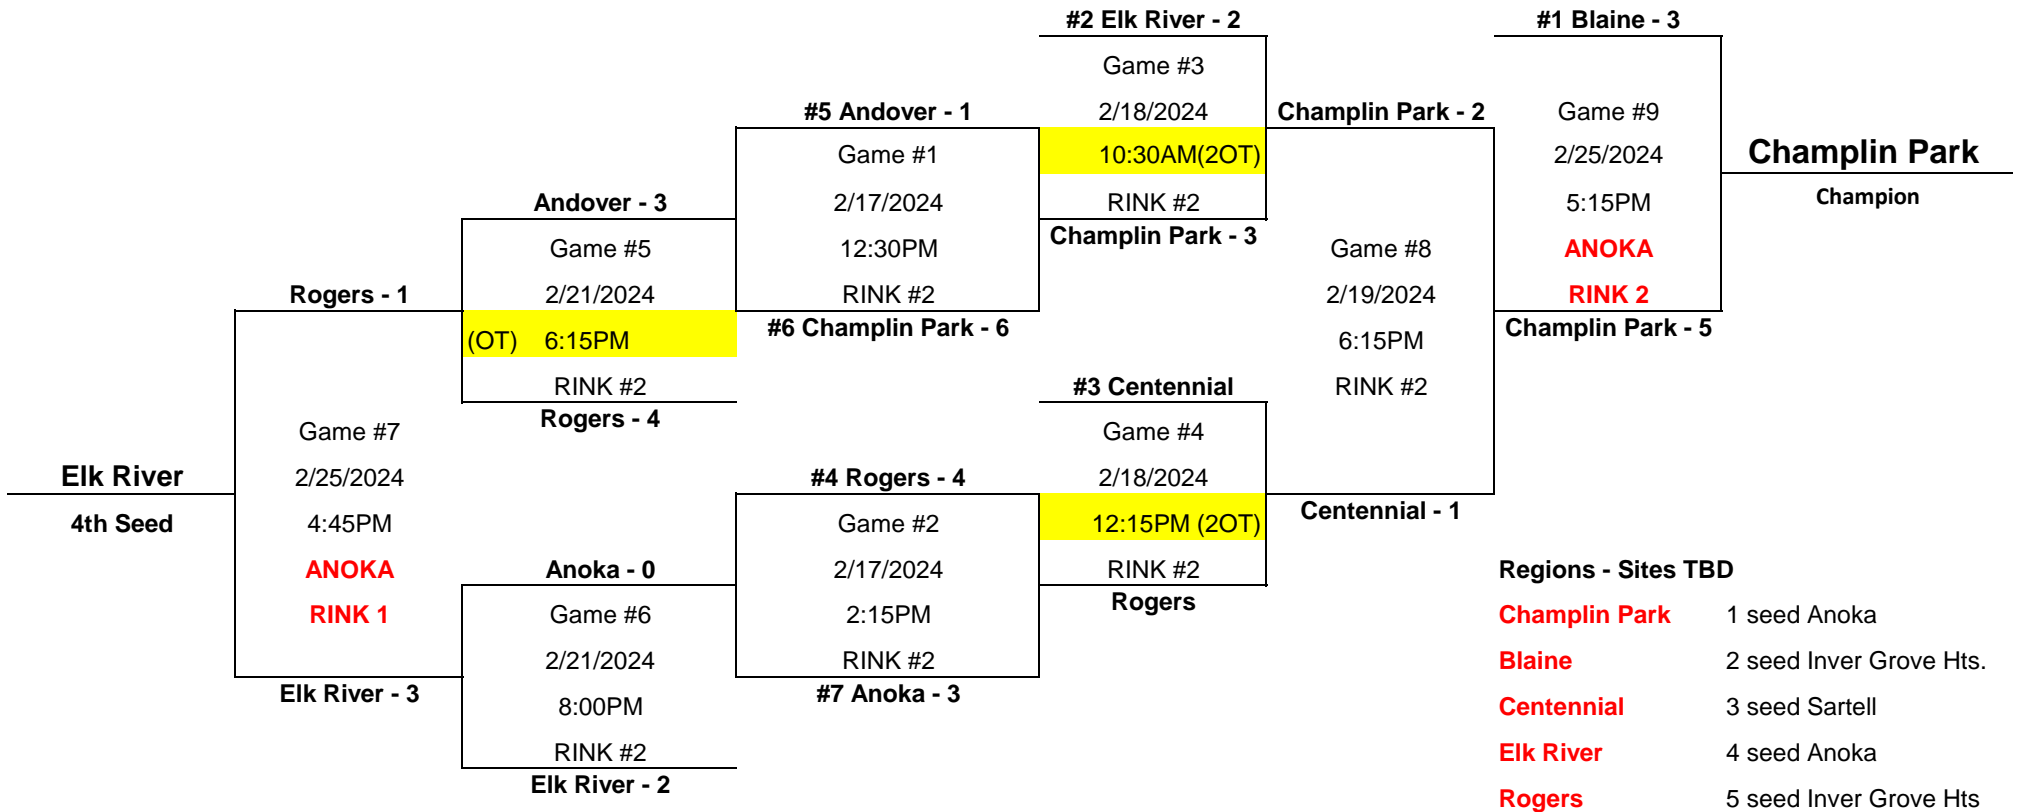 #2 Elk River - 2
#1 Blaine - 3
Game #3
#5 Andover - 1
2/18/2024
Champlin Park - 2
Game #9
Game #1
10:30AM(2OT)
2/25/2024
Champlin Park
Andover - 3
2/17/2024
RINK #2
5:15PM
Champion
Game #5
12:30PM
Champlin Park - 3
Game #8
ANOKA
Rogers - 1
2/21/2024
RINK #2
2/19/2024
RINK 2
(OT) 6:15PM
#6 Champlin Park - 6
6:15PM
Champlin Park - 5
RINK #2
#3 Centennial
RINK #2
Game #7
Rogers - 4
Game #4
Elk River
2/25/2024
#4 Rogers - 4
2/18/2024
4th Seed
4:45PM
Game #2
12:15PM (2OT)
Centennial - 1
ANOKA
Anoka - 0
2/17/2024
RINK #2
Regions - Sites TBD
RINK 1
Game #6
2:15PM
Rogers
Champlin Park 1 seed Anoka
2/21/2024
RINK #2
Blaine 2 seed Inver Grove Hts.
Elk River - 3
8:00PM
#7 Anoka - 3
Centennial 3 seed Sartell
RINK #2
Elk River 4 seed Anoka
Elk River - 2
Rogers 5 seed Inver Grove Hts